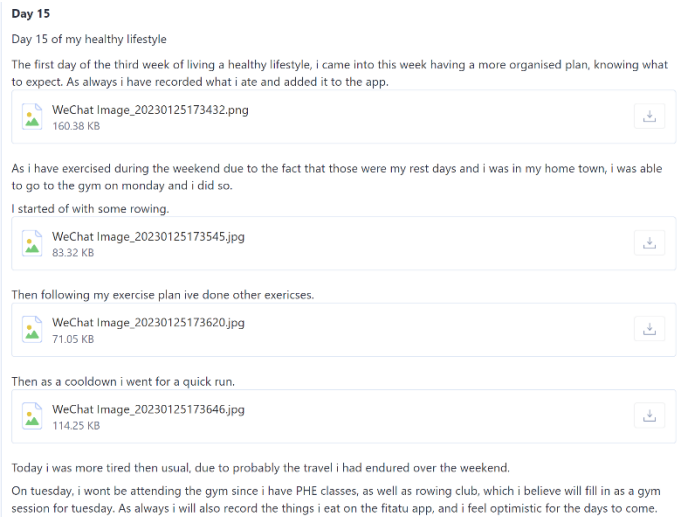 Day 15
Day 15 of my healthy lifestyle
The first day of the third week of living a healthy lifestyle, i came into this week having a more organised plan, knowing what
to expect. As always i have recorded what i ate and added it to the app.
WeChat Image_20230125173432.png
160.38 KB
As i have exercised during the weekend due to the fact that those were my rest days and i was in my home town, i was able
to go to the gym on monday and i did so.
I started of with some rowing.
WeChat Image_20230125173545.jpg
83.32 KB
Then following my exercise plan ive done other exericses.
WeChat Image_20230125173620.jpg
71.05 KB
Then as a cooldown i went for a quick run.
WeChat Image_20230125173646.jpg
114.25 KB
Today i was more tired then usual, due to probably the travel i had endured over the weekend.
On tuesday, i wont be attending the gym since i have PHE classes, as well as rowing club, which i believe will fill in as a gym
session for tuesday. As always i will also record the things i eat on the fitatu app, and i feel optimistic for the days to come.